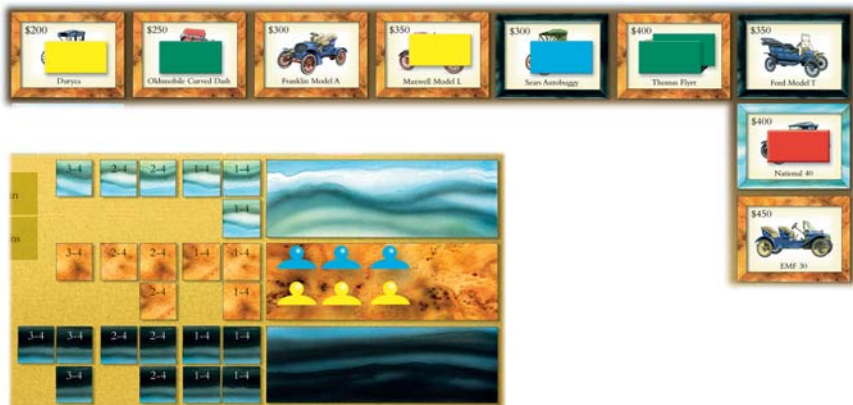 $200
Duryea
$250
Oldsmobile Curved Dash
$300
Franklin Model A
$350
Maxwell Model L
$300
Sears Autobuggy
$400
Thomas Flyer
$350
Ford Model T
$400
National 40
$450
EMF 30
3-4 2-4 2-4 1-4 1-4
1-4
3-4 2-4 2-4 1-4 1-4
2-4 1-4
3-4 3-4 2-4 2-4 1-4 1-4
3-4 2-4 1-4 1-4
ns